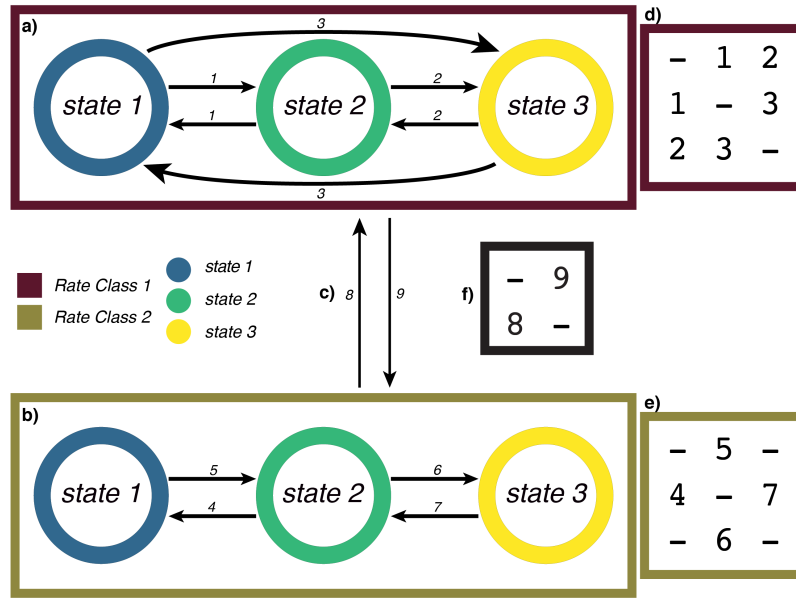 a)
3
state 1
1
1
state 2
2
2
state 3
3
d)
– 1 2
1 – 3
2 3 –
Rate Class 1
Rate Class 2
state 1
state 2
state 3
c)
8
9
f)
– 9
8 –
b)
state 1
5
4
state 2
6
7
state 3
e)
– 5 –
4 – 7
– 6 –